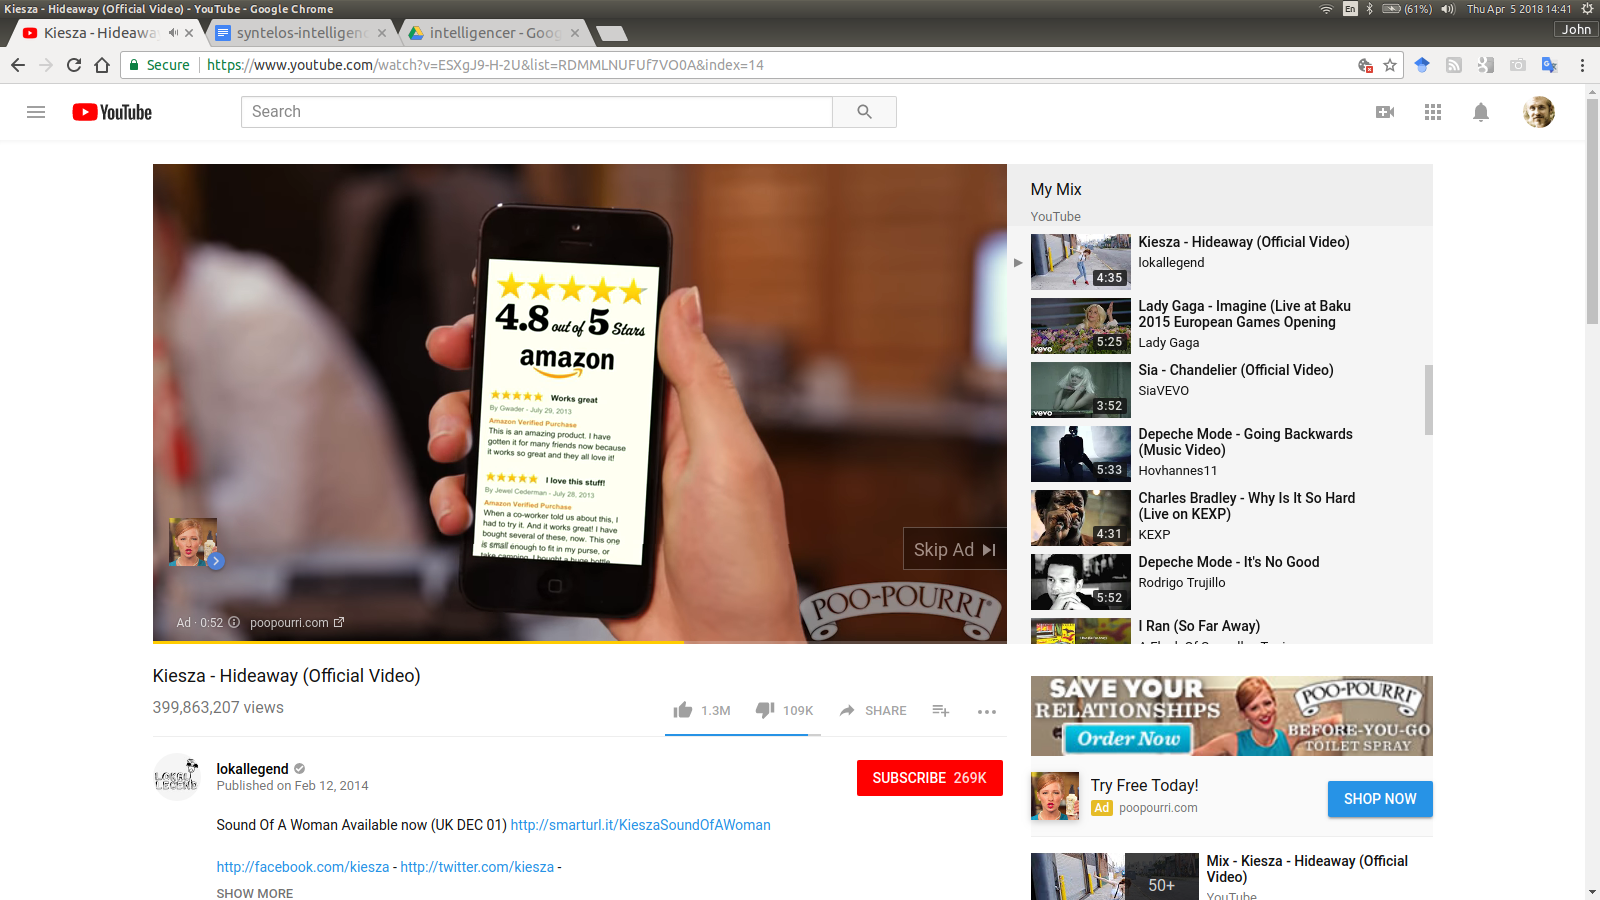 Kiesza - Hideaway (Official Video) - YouTube - Google Chrome
En
(61%)
Thu Apr 5 2018 14:41
Kiesza - Hideawa
syntelos-intelligenc
intelligencer - Goog
John
Secure
https://www.youtube.com/watch?v=ESXgJ9-H-2U&list=RDMMLNUFUf7VO0A&index=14
YouTube
Search
4.8 out of 5 Stars
amazon
Works great
By Gwader - July 29, 2013
Amazon Verified Purchase
This is an amazing product. I have
gotten it for many friends now because
it works so great and they all love it!
I love this stuff!
By Jewel Cederman - July 28, 2013
Amazon Verified Purchase
When a co-worker told us about this, I
had to try it. And it works great! I have
bought several of these, now. This one
is small enough to fit in my purse, or
take camping. I bought a huge bottle
Skip Ad
POO-POURRI
Ad · 0:52
poopourri.com
My Mix
YouTube
Kiesza - Hideaway (Official Video)
lokallegend
4:35
Lady Gaga - Imagine (Live at Baku
2015 European Games Opening
Lady Gaga
5:25
vevo
Sia - Chandelier (Official Video)
SiaVEVO
3:52
vevo
Depeche Mode - Going Backwards
(Music Video)
Hovhannes11
5:33
Charles Bradley - Why Is It So Hard
(Live on KEXP)
KEXP
4:31
Depeche Mode - It's No Good
Rodrigo Trujillo
5:52
I Ran (So Far Away)
Kiesza - Hideaway (Official Video)
399,863,207 views
1.3M
109K
SHARE
LOKAL LEGEND
lokallegend
Published on Feb 12, 2014
SUBSCRIBE 269K
Sound Of A Woman Available now (UK DEC 01) http://smarturl.it/KieszaSoundOfAWoman
http://facebook.com/kiesza - http://twitter.com/kiesza -
SHOW MORE
SAVE YOUR
RELATIONSHIPS
Order Now
POO-POURRI
BEFORE-YOU-GO
TOILET SPRAY
Try Free Today!
Ad
poopourri.com
SHOP NOW
50+
Mix - Kiesza - Hideaway (Official
Video)
YouTube